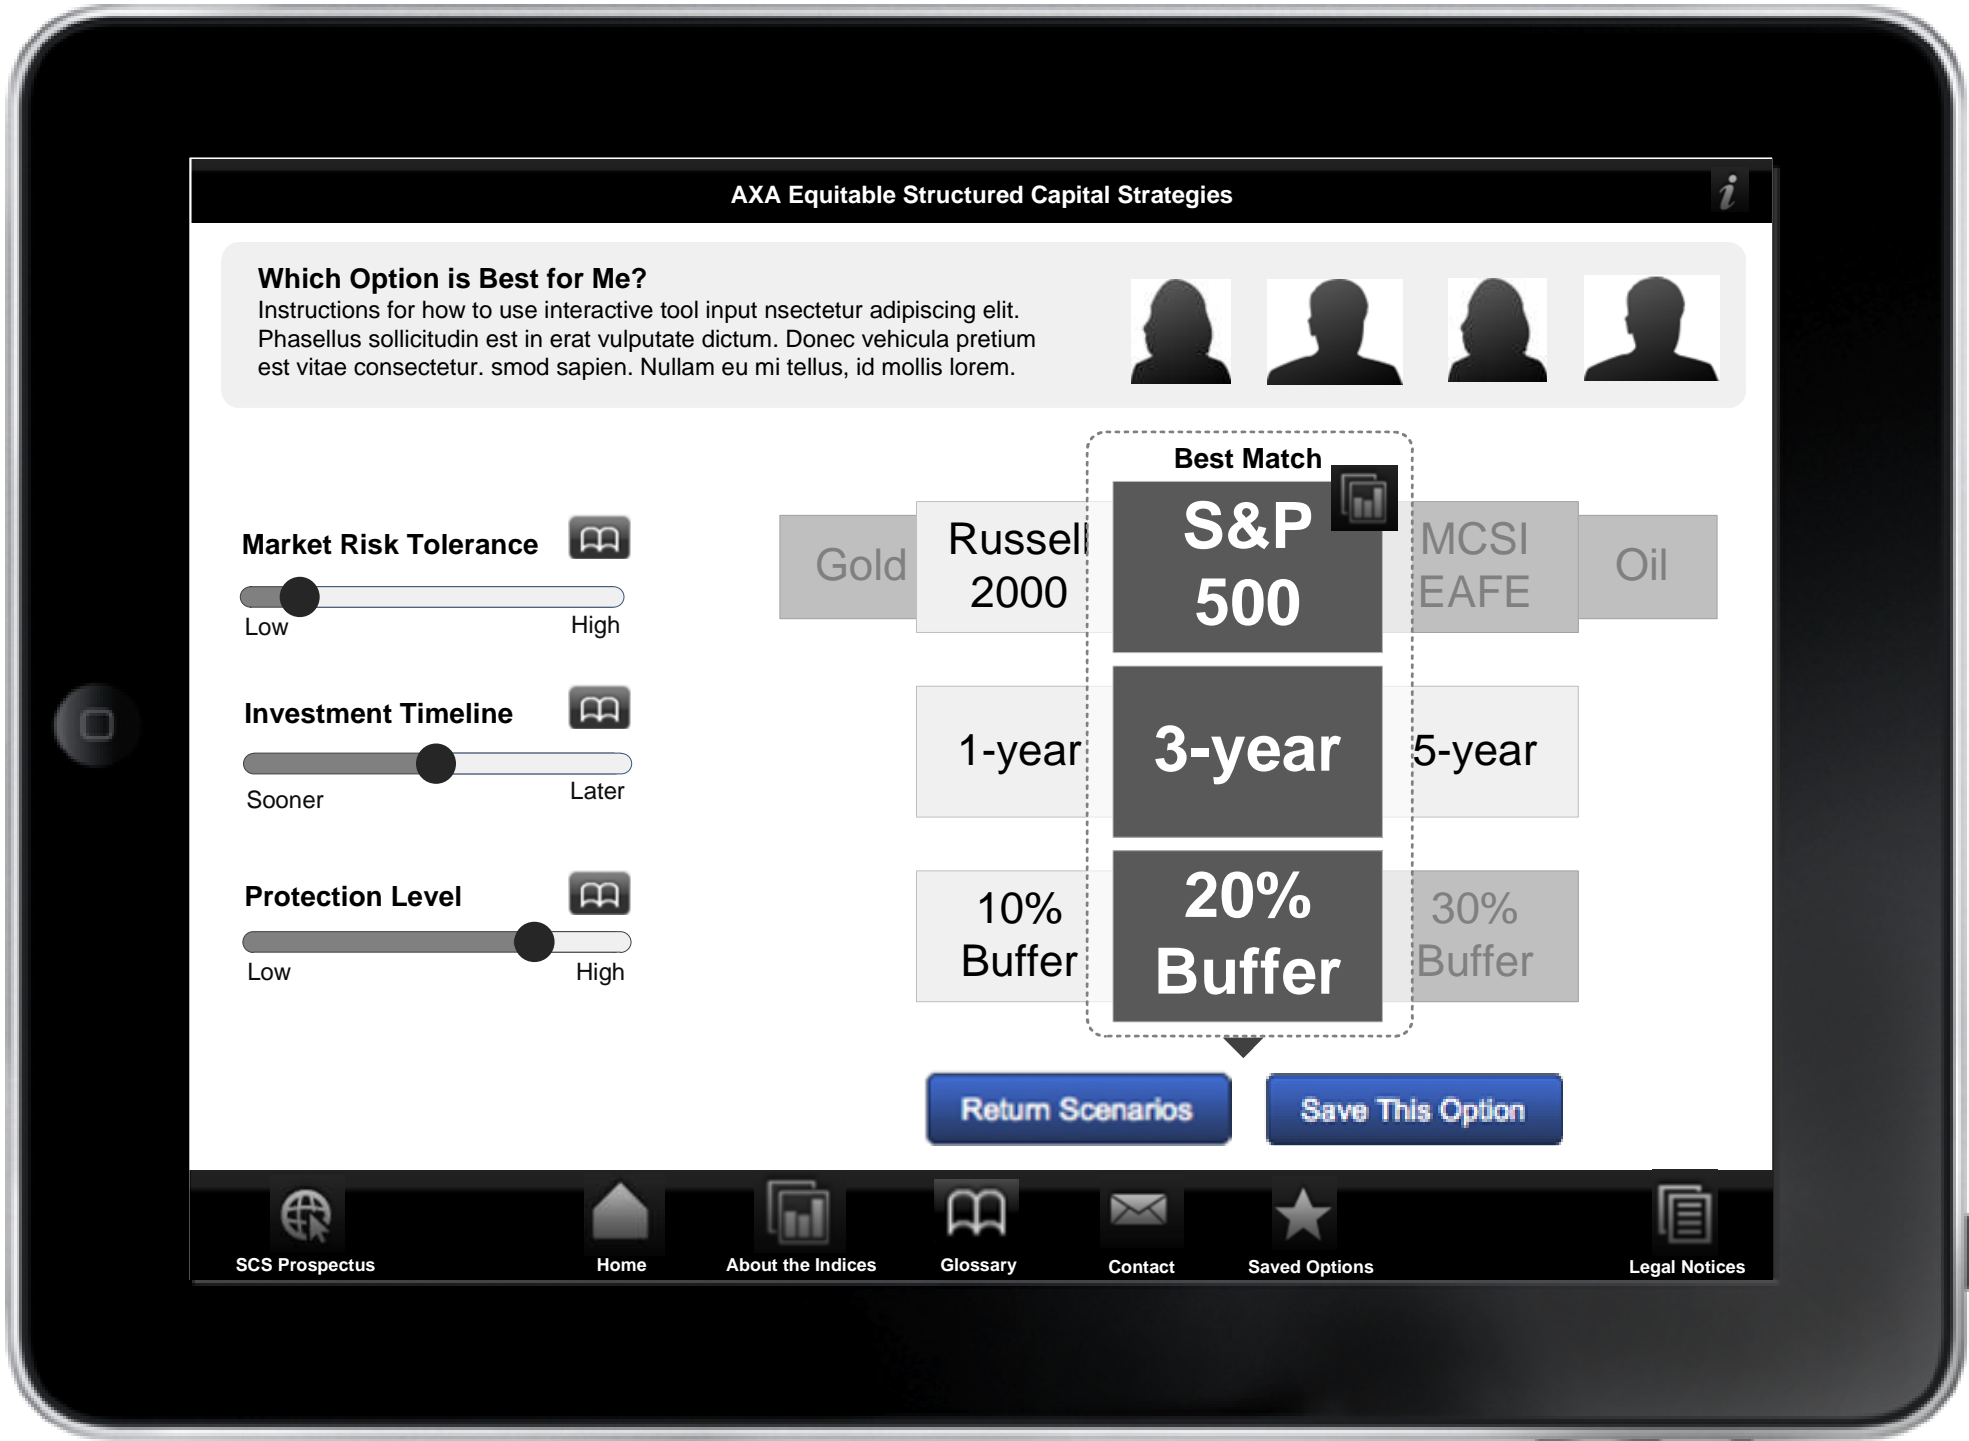 AXA Equitable Structured Capital Strategies
i
Which Option is Best for Me?
Instructions for how to use interactive tool input nsectetur adipiscing elit.
Phasellus sollicitudin est in erat vulputate dictum. Donec vehicula pretium
est vitae consectetur. smod sapien. Nullam eu mi tellus, id mollis lorem.
Market Risk Tolerance
Low
High
Investment Timeline
Sooner
Later
Protection Level
Low
High
Best Match
Gold
Russell
2000
S&P
500
MCSI
EAFE
Oil
1-year
3-year
5-year
10%
Buffer
20%
Buffer
30%
Buffer
Return Scenarios
Save This Option
SCS Prospectus
Home
About the Indices
Glossary
Contact
Saved Options
Legal Notices